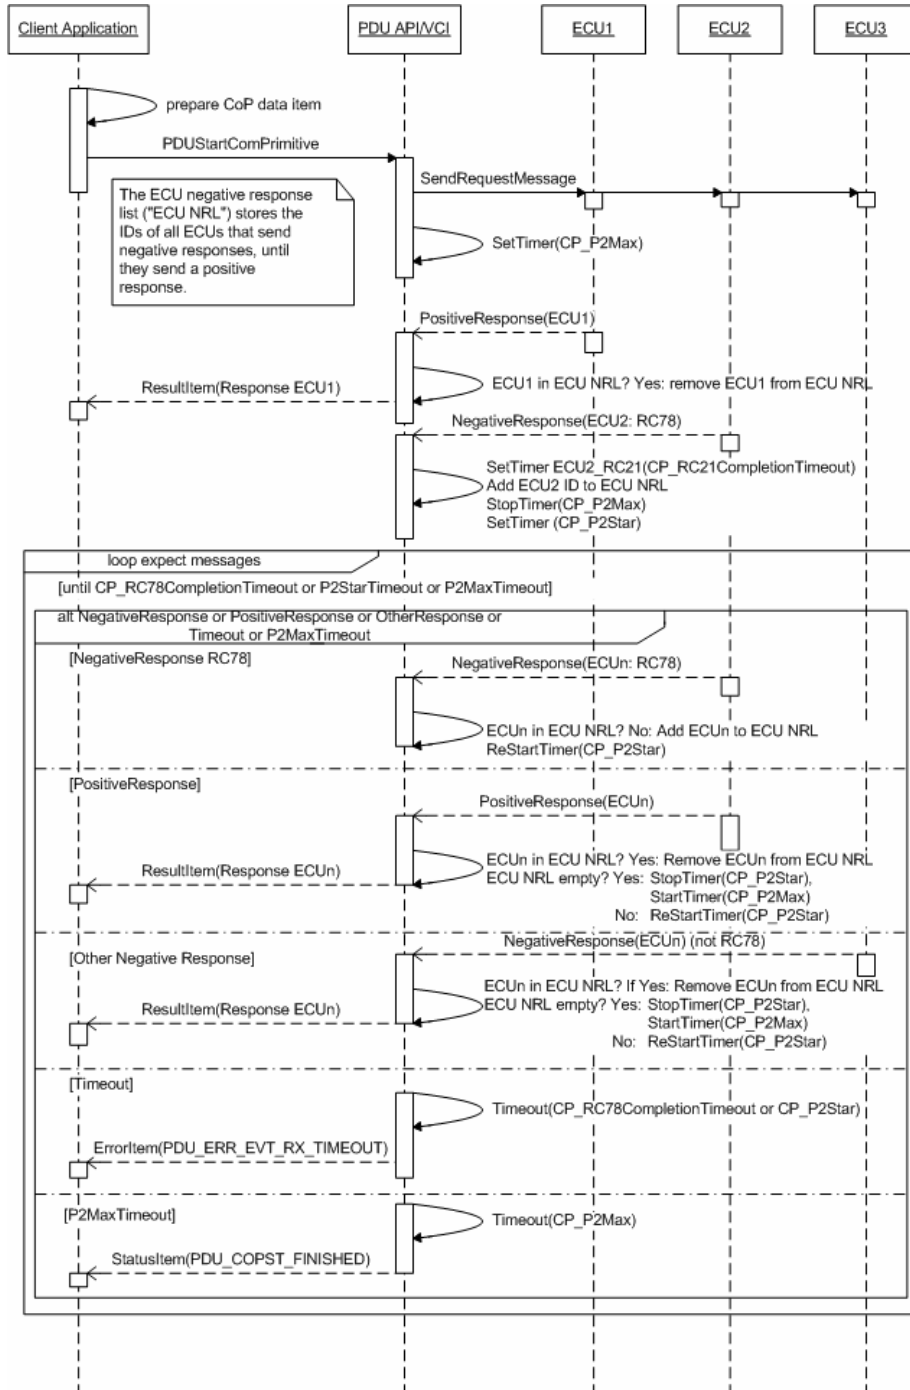 Client Application
PDU API/VCI
ECU1
ECU2
ECU3
prepare CoP data item
PDUStartComPrimitive
SendRequestMessage
The ECU negative response
list ("ECU NRL") stores the
IDs of all ECUs that send
negative responses, until
they send a positive
response.
SetTimer(CP_P2Max)
PositiveResponse(ECU1)
ECU1 in ECU NRL? Yes: remove ECU1 from ECU NRL
ResultItem(Response ECU1)
NegativeResponse(ECU2: RC78)
SetTimer ECU2_RC21(CP_RC21CompletionTimeout)
Add ECU2 ID to ECU NRL
StopTimer(CP_P2Max)
SetTimer (CP_P2Star)
loop expect messages
[until CP_RC78CompletionTimeout or P2StarTimeout or P2MaxTimeout]
alt NegativeResponse or PositiveResponse or OtherResponse or
Timeout or P2MaxTimeout
[NegativeResponse RC78]
NegativeResponse(ECUn: RC78)
ECUn in ECU NRL? No: Add ECUn to ECU NRL
ReStartTimer(CP_P2Star)
[PositiveResponse]
PositiveResponse(ECUn)
ECUn in ECU NRL? Yes: Remove ECUn from ECU NRL
ResultItem(Response ECUn)
ECU NRL empty? Yes: StopTimer(CP_P2Star),
StartTimer(CP_P2Max)
No: ReStartTimer(CP_P2Star)
NegativeResponse(ECUn) (not RC78)
[Other Negative Response]
ECUn in ECU NRL? If Yes: Remove ECUn from ECU NRL
ResultItem(Response ECUn)
ECU NRL empty? Yes: StopTimer(CP_P2Star),
StartTimer(CP_P2Max)
No: ReStartTimer(CP_P2Star)
[Timeout]
Timeout(CP_RC78CompletionTimeout or CP_P2Star)
ErrorItem(PDU_ERR_EVT_RX_TIMEOUT)
[P2MaxTimeout]
Timeout(CP_P2Max)
StatusItem(PDU_COPST_FINISHED)